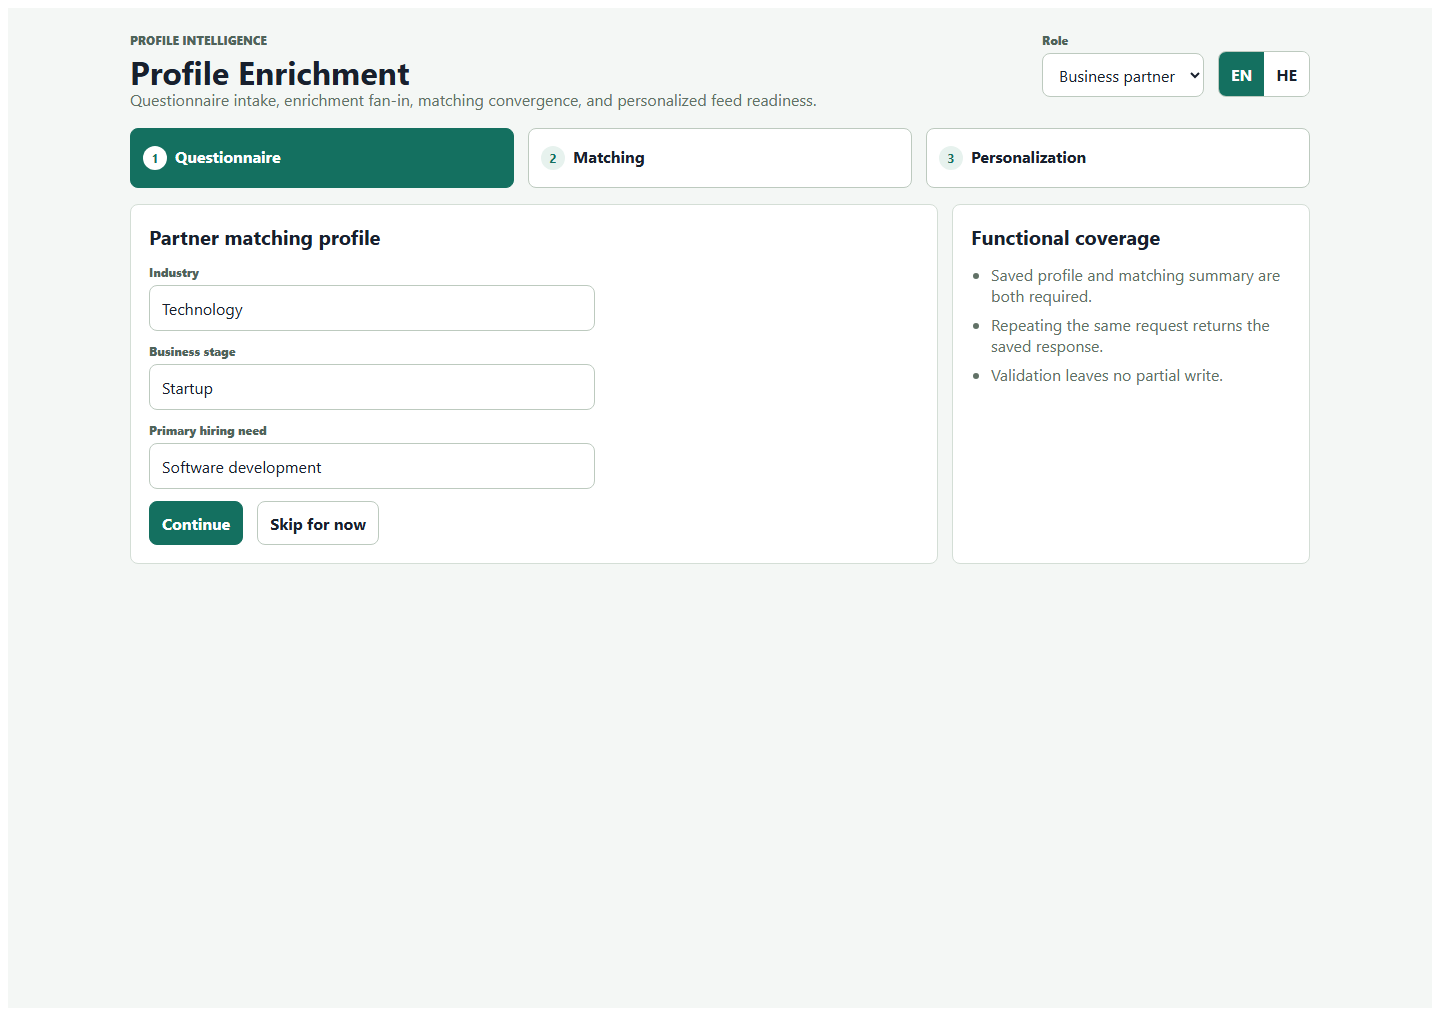 PROFILE INTELLIGENCE
Profile Enrichment
Questionnaire intake, enrichment fan-in, matching convergence, and personalized feed readiness.
Role
Business partner
EN
HE
1 Questionnaire
2 Matching
3 Personalization
Partner matching profile
Industry
Technology
Business stage
Startup
Primary hiring need
Software development
Continue
Skip for now
Functional coverage
Saved profile and matching summary are
both required.
Repeating the same request returns the
saved response.
Validation leaves no partial write.